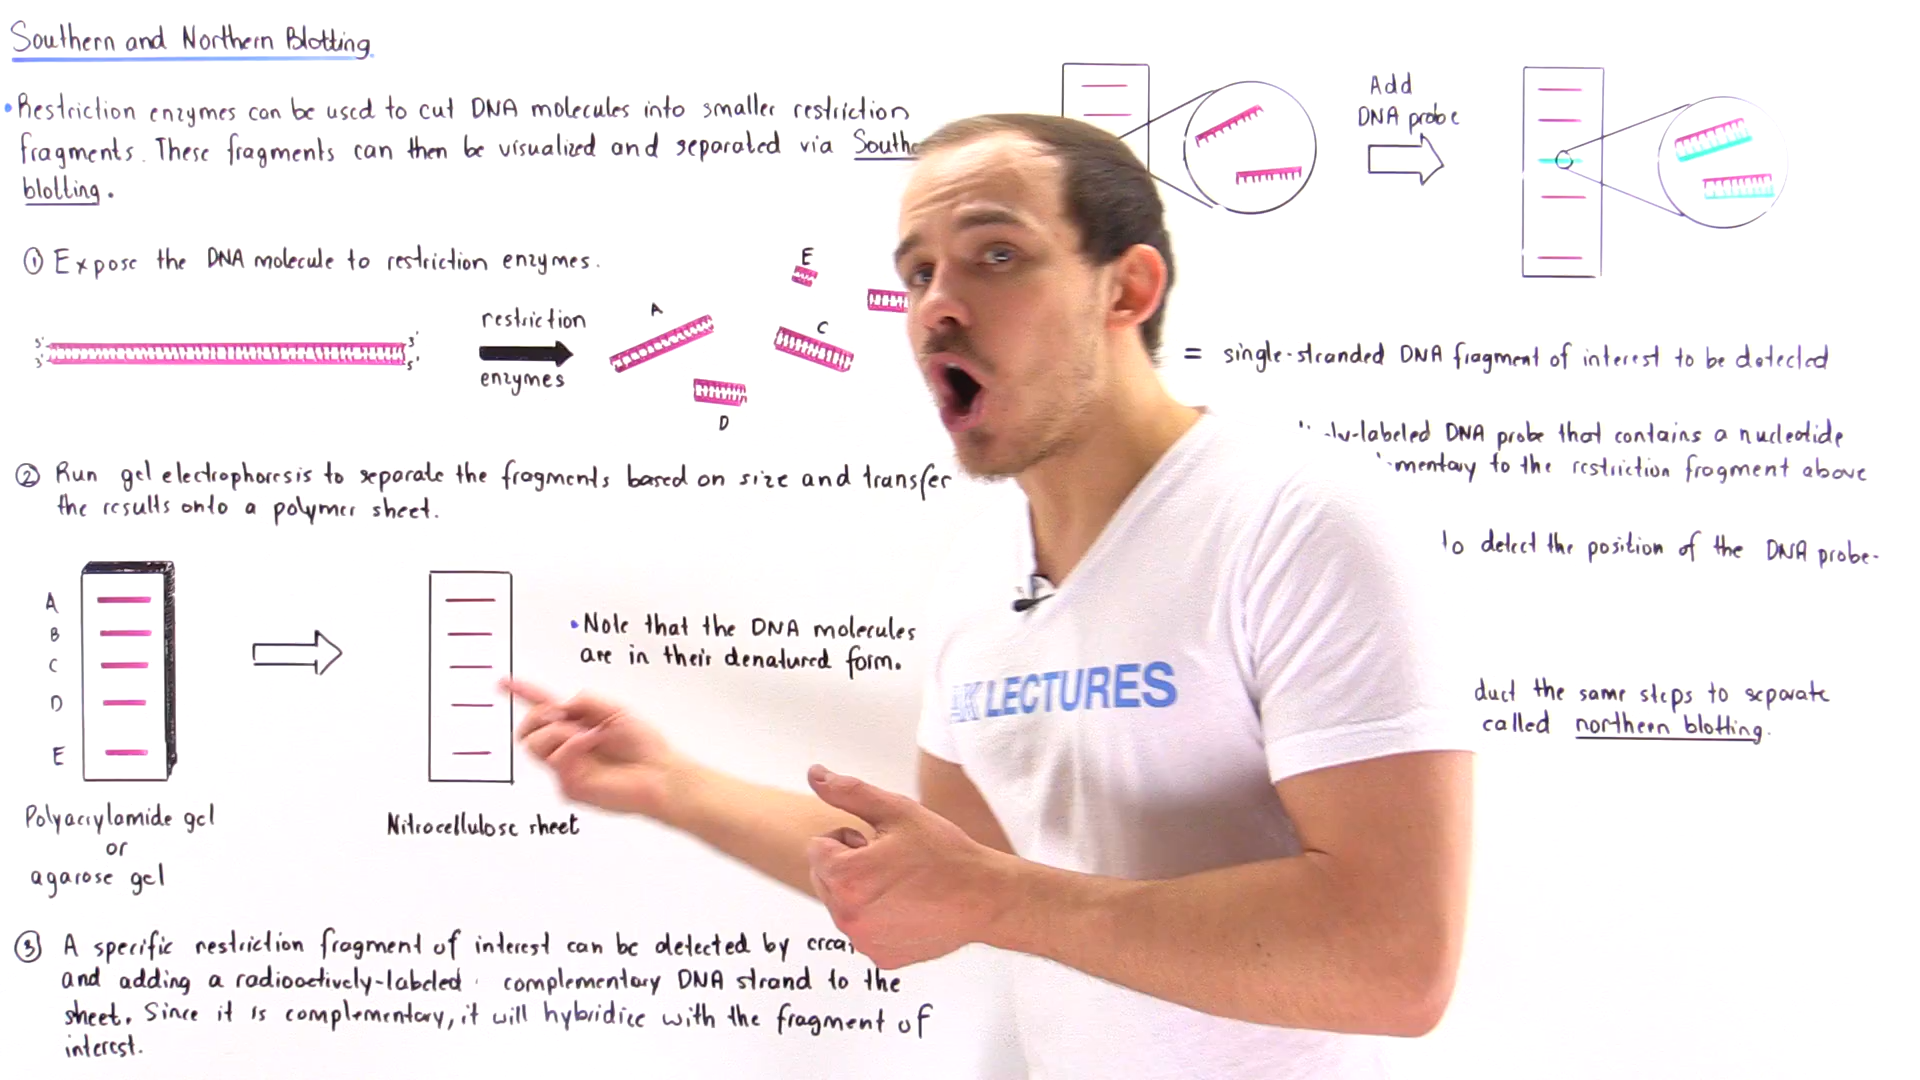 Southern and Northern Blotting
• Restriction enzymes can be used to cut DNA molecules into smaller restriction
fragments. These fragments can then be visualized and separated via
blotting.
① Expose the DNA molecule to restriction enzymes.
5' 3'
3' 5'
restriction
enzymes
A
E
C
D
② Run gel electrophoresis to separate the fragments based on size and transfer
the results onto a polymer sheet.
A
B
C
D
E
Polyacrylamide gel
or
agarose gel
Nitrocellulose sheet
• Note that the DNA molecules
are in their denatured form.
③ A specific restriction fragment of interest can be detected by
and adding a radioactively-labeled complementary DNA strand to the
sheet. Since it is complementary, it will hybridize with the fragment of
interest.
Add
DNA probe
= single-stranded DNA fragment of interest to be detected
-labeled DNA probe that contains a nucleotide
to the restriction fragment above
to detect the position of the DNA probe.
the same steps to separate
called northern blotting.
AK LECTURES